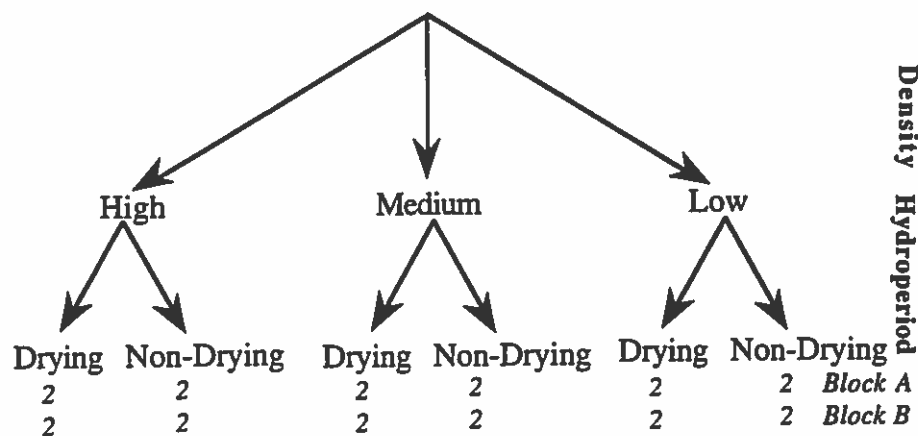 High Medium Low
Drying Non-Drying Drying Non-Drying Drying Non-Drying
2 2 2 2 2 2 Block A
2 2 2 2 2 2 Block B
Density Hydroperiod